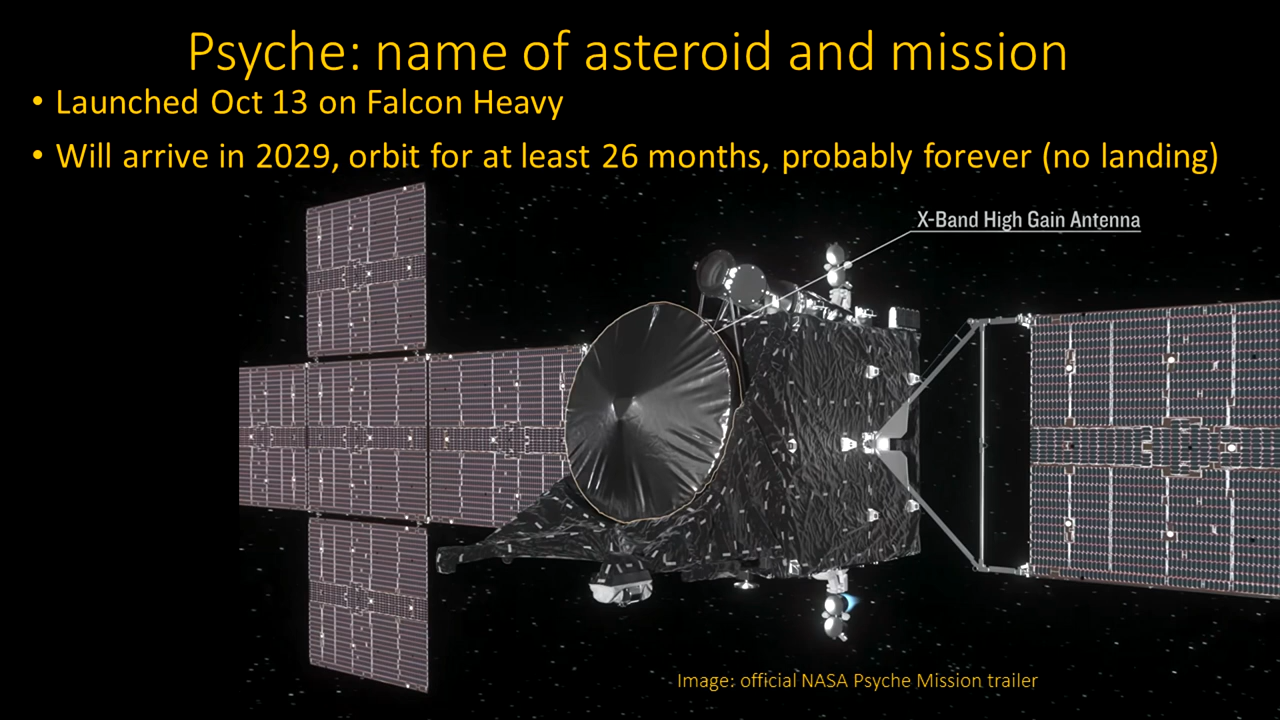 Psyche: name of asteroid and mission
• Launched Oct 13 on Falcon Heavy
• Will arrive in 2029, orbit for at least 26 months, probably forever (no landing)
X-Band High Gain Antenna
Image: official NASA Psyche Mission trailer